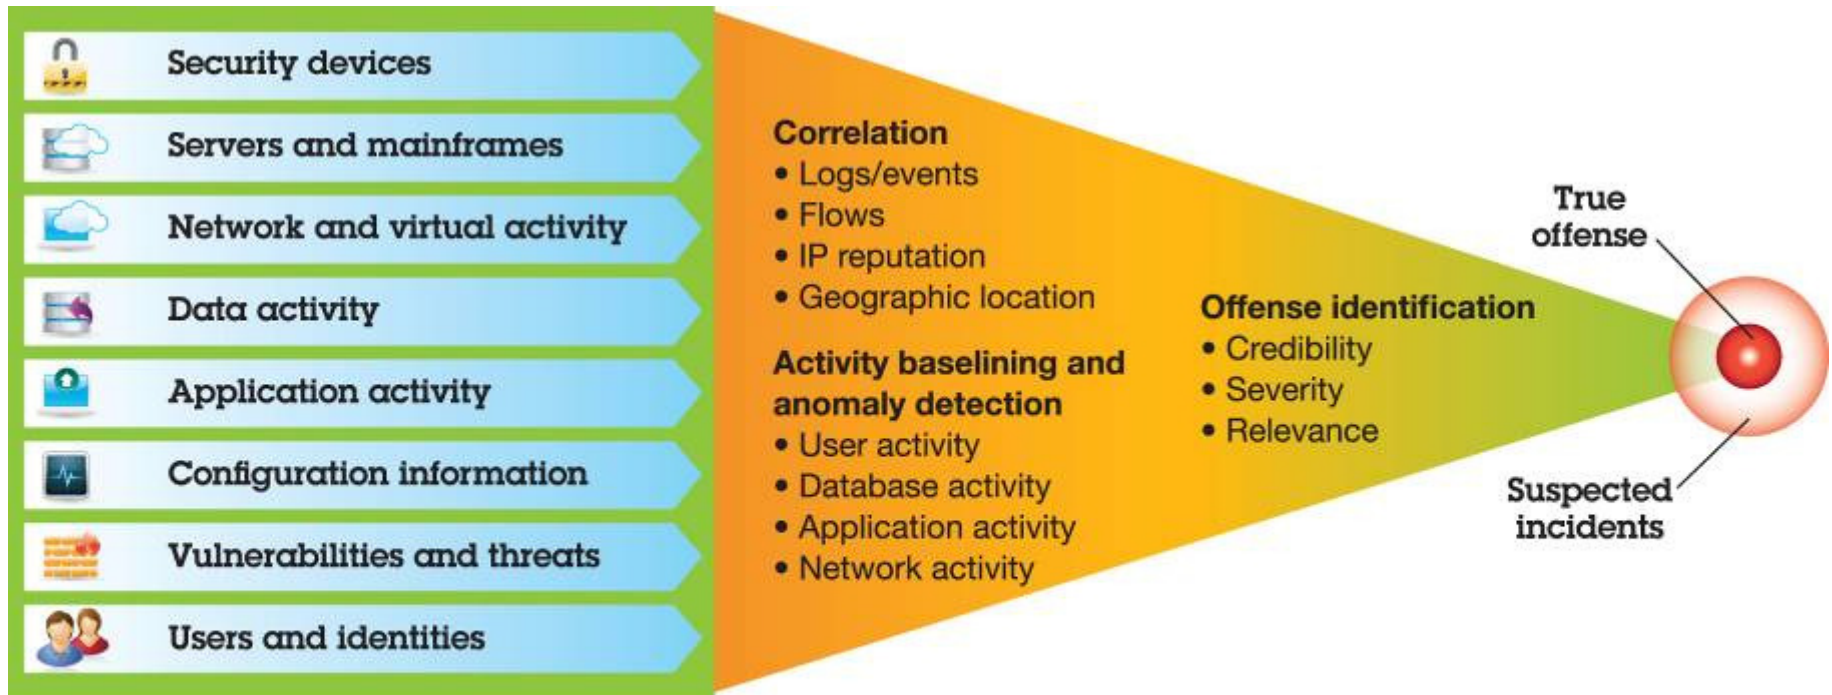 Security devices
Servers and mainframes
Network and virtual activity
Data activity
Application activity
Configuration information
Vulnerabilities and threats
Users and identities
Correlation
• Logs/events
• Flows
• IP reputation
• Geographic location
Activity baselining and
anomaly detection
• User activity
• Database activity
• Application activity
• Network activity
Offense identification
• Credibility
• Severity
• Relevance
True
offense
Suspected
incidents